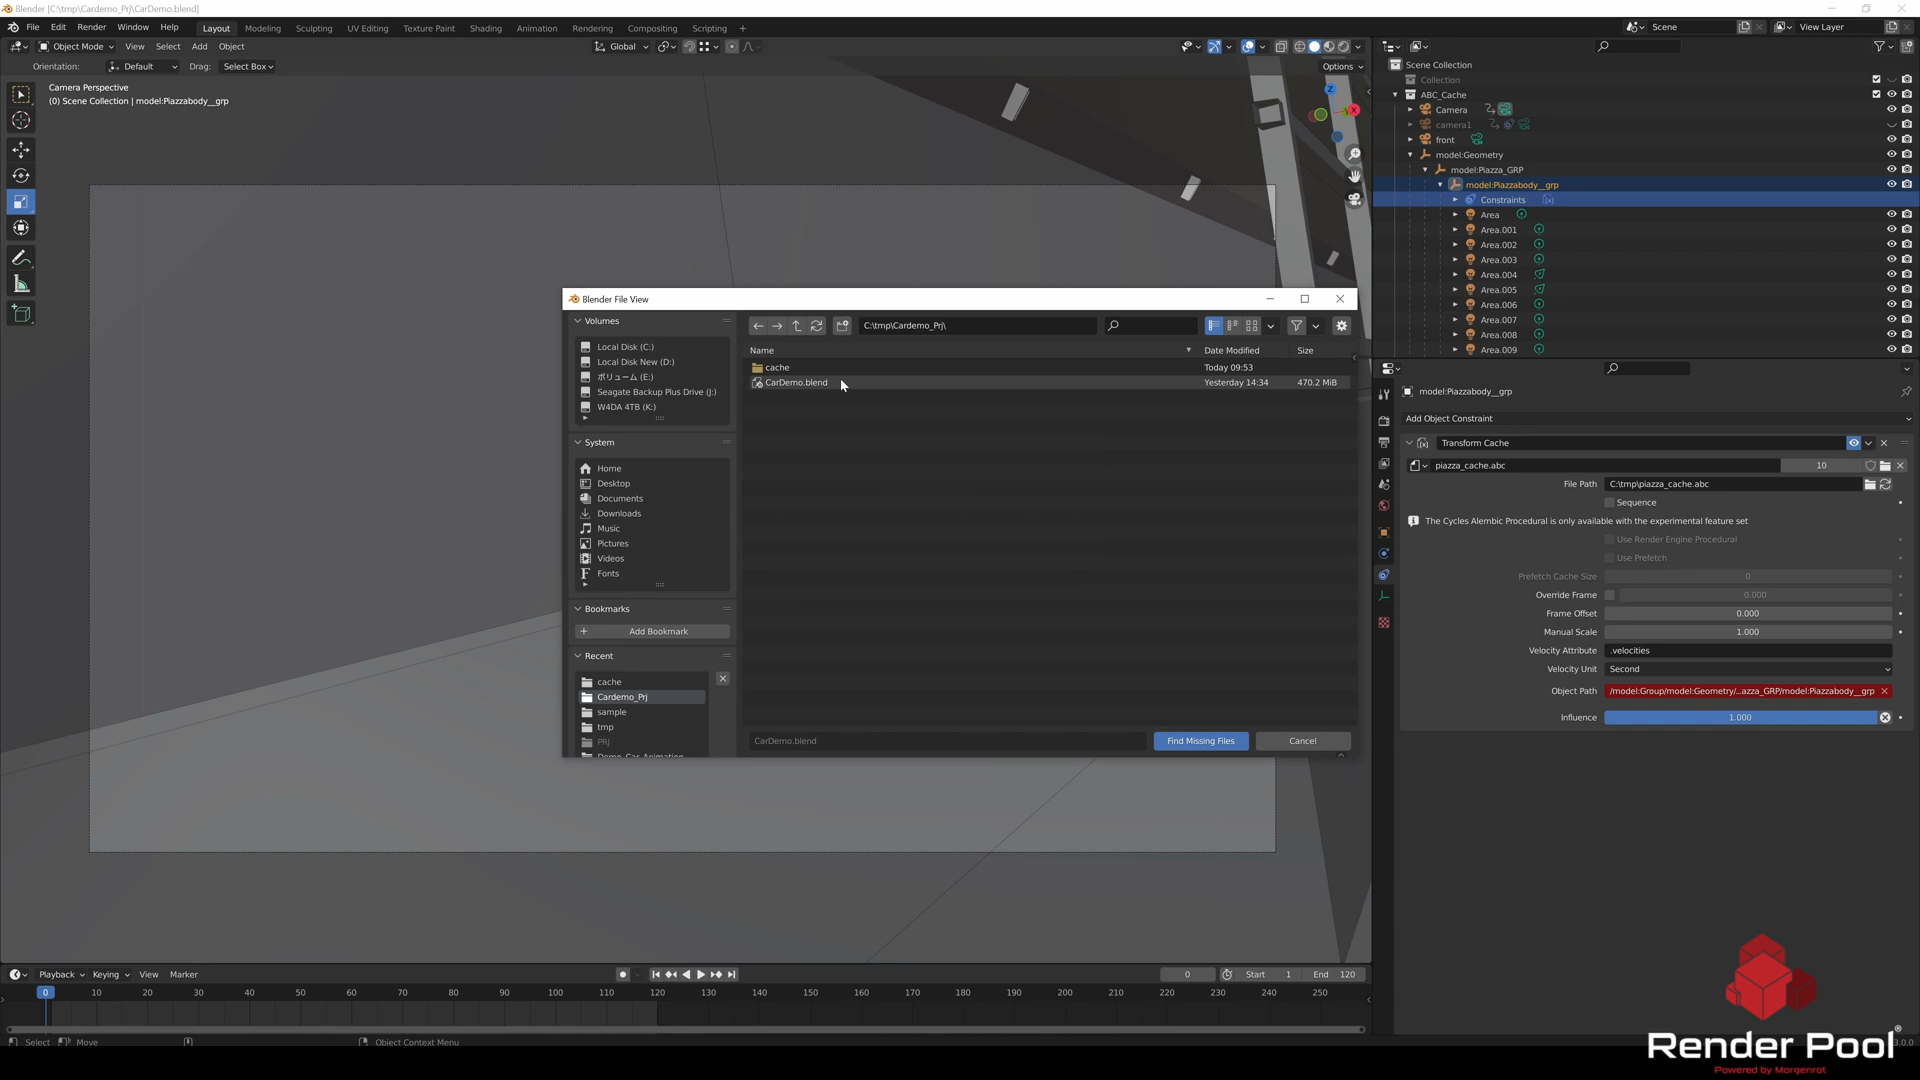 Blender [C:\tmp\Cardemo_Prj\CarDemo.blend]
File Edit Render Window Help Layout Modeling Sculpting UV Editing Texture Paint Shading Animation Rendering Compositing Scripting + Scene View Layer
Object Mode View Select Add Object Global
Orientation: Default Drag: Select Box Options
Camera Perspective
(0) Scene Collection | model:Piazzabody__grp
Z
X
Scene Collection
Collection
ABC_Cache
Camera
camera1
front
model:Geometry
model:Piazza_GRP
model:Piazzabody__grp
Constraints
Area
Area.001
Area.002
Area.003
Area.004
Area.005
Area.006
Area.007
Area.008
Area.009
Blender File View
Volumes
Local Disk (C:)
Local Disk New (D:)
ボリューム (E:)
Seagate Backup Plus Drive (J:)
W4DA 4TB (K:)
System
Home
Desktop
Documents
Downloads
Music
Pictures
Videos
Fonts
Bookmarks
Add Bookmark
Recent
cache
Cardemo_Prj
sample
tmp
PRJ
Demo_Car_Animation
C:\tmp\Cardemo_Prj\
Name Date Modified Size
cache Today 09:53
CarDemo.blend Yesterday 14:34 470.2 MiB
CarDemo.blend Find Missing Files Cancel
model:Piazzabody__grp
Add Object Constraint
Transform Cache
piazza_cache.abc 10
File Path C:\tmp\piazza_cache.abc
Sequence
The Cycles Alembic Procedural is only available with the experimental feature set
Use Render Engine Procedural
Use Prefetch
Prefetch Cache Size 0
Override Frame 0.000
Frame Offset 0.000
Manual Scale 1.000
Velocity Attribute .velocities
Velocity Unit Second
Object Path /model:Group/model:Geometry/...azza_GRP/model:Piazzabody__grp
Influence 1.000
Playback Keying View Marker 0 Start 1 End 120
0 10 20 30 40 50 60 70 80 90 100 110 120 130 140 150 160 170 180 190 200 210 220 230 240 250
Select Move Object Context Menu 3.0.0
Render Pool®
Powered by Morgenrot